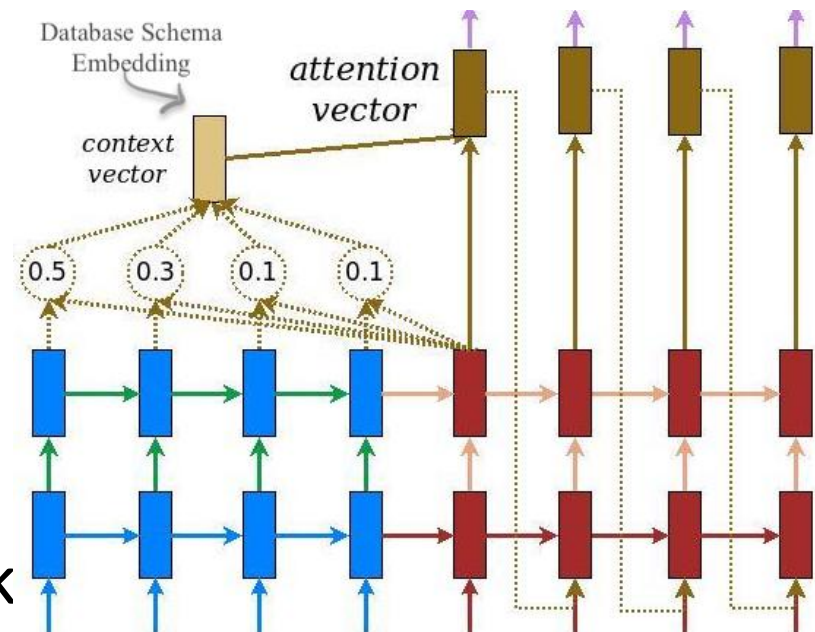 Database Schema
Embedding
attention
vector
context
vector
0.5
0.3
0.1
0.1
K